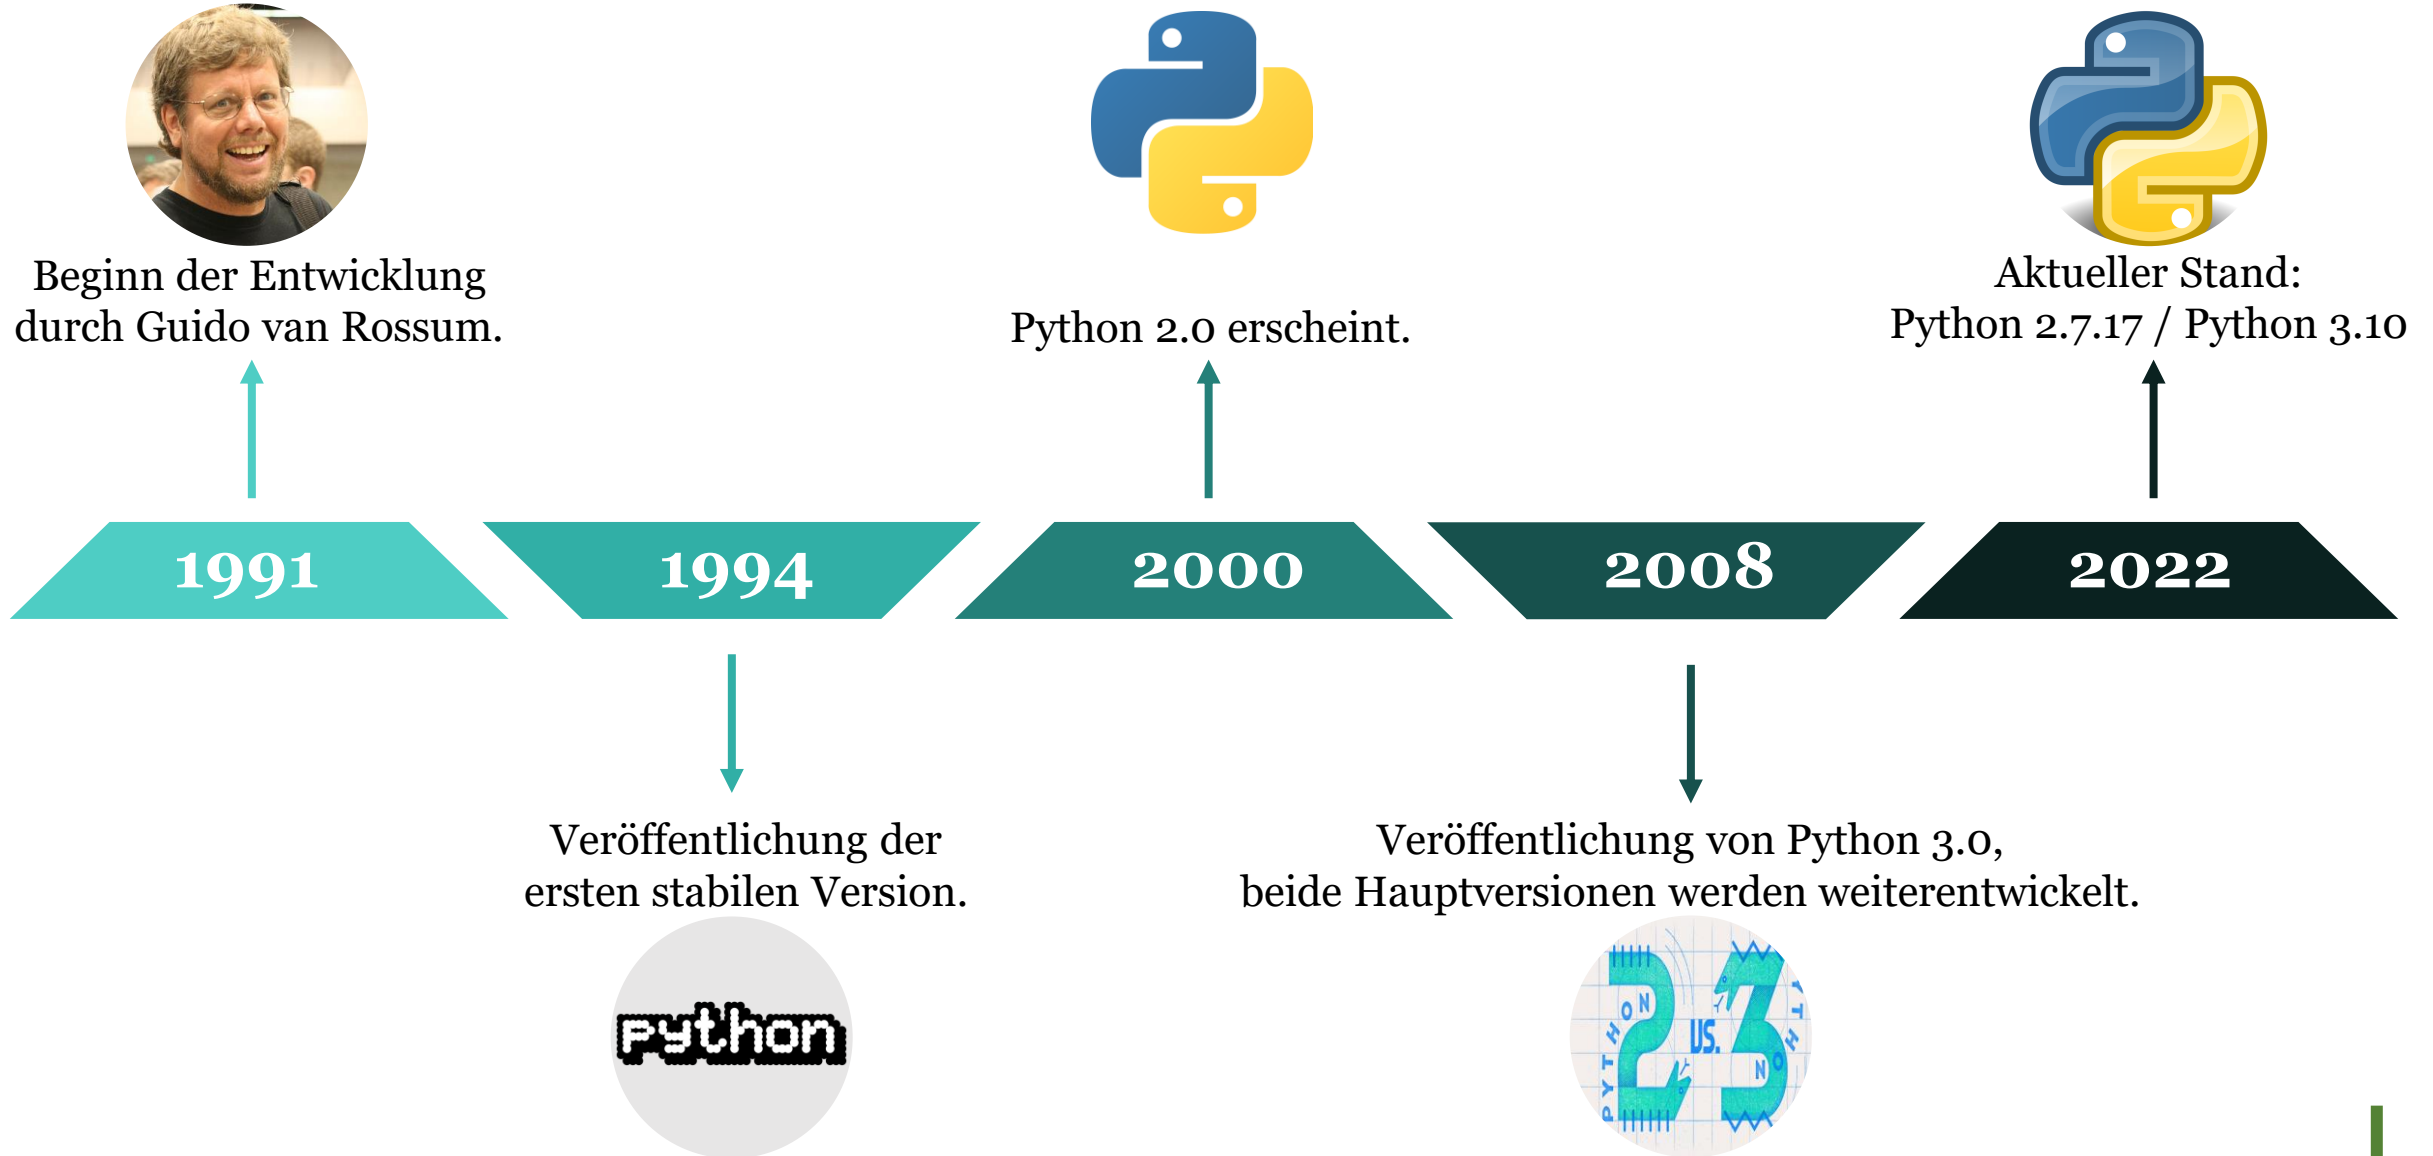 Beginn der Entwicklung
durch Guido van Rossum.
Python 2.0 erscheint.
Aktueller Stand:
Python 2.7.17 / Python 3.10
1991
1994
2000
2008
2022
Veröffentlichung der
ersten stabilen Version.
python
Veröffentlichung von Python 3.0,
beide Hauptversionen werden weiterentwickelt.
PYTHON
2
VS.
3
PYTHON